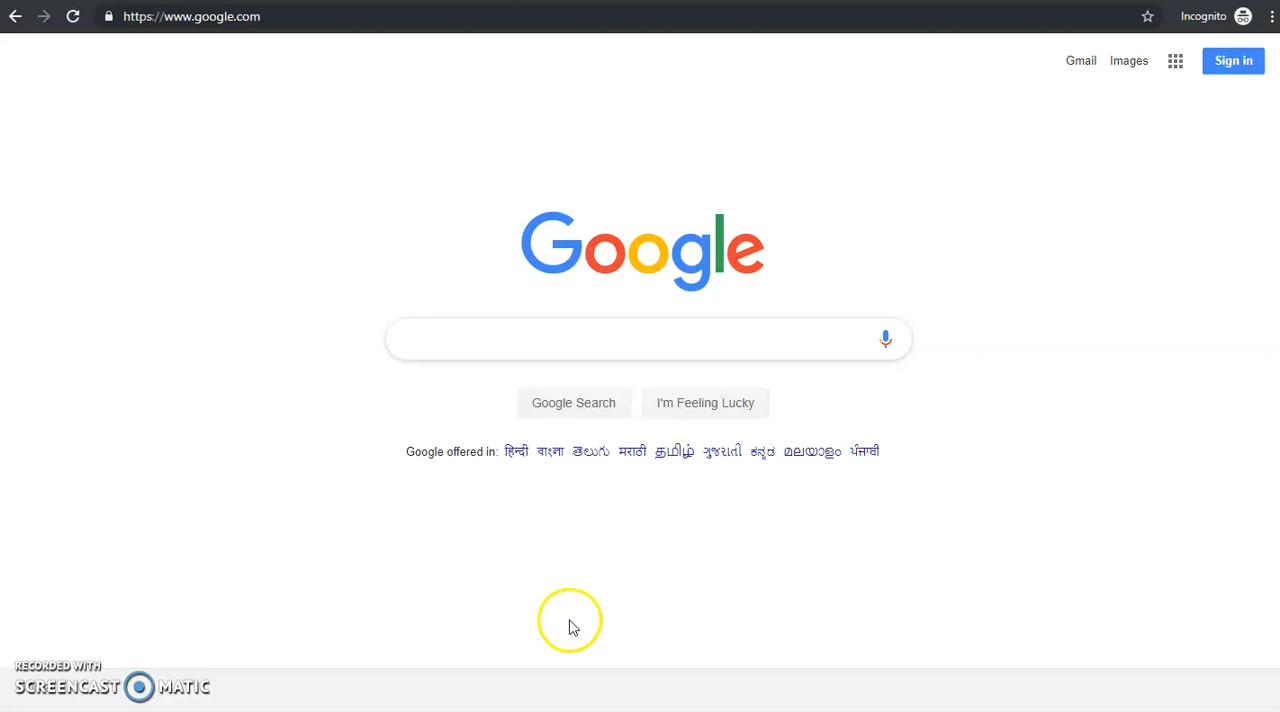 https://www.google.com
Incognito
Gmail Images
Sign in
Google
Google Search I'm Feeling Lucky
Google offered in: हिन्दी বাংলা తెలుగు मराठी தமிழ் ગુજરાતી ಕನ್ನಡ മലയാളം ਪੰਜਾਬੀ
RECORDED WITH
SCREENCAST MATIC